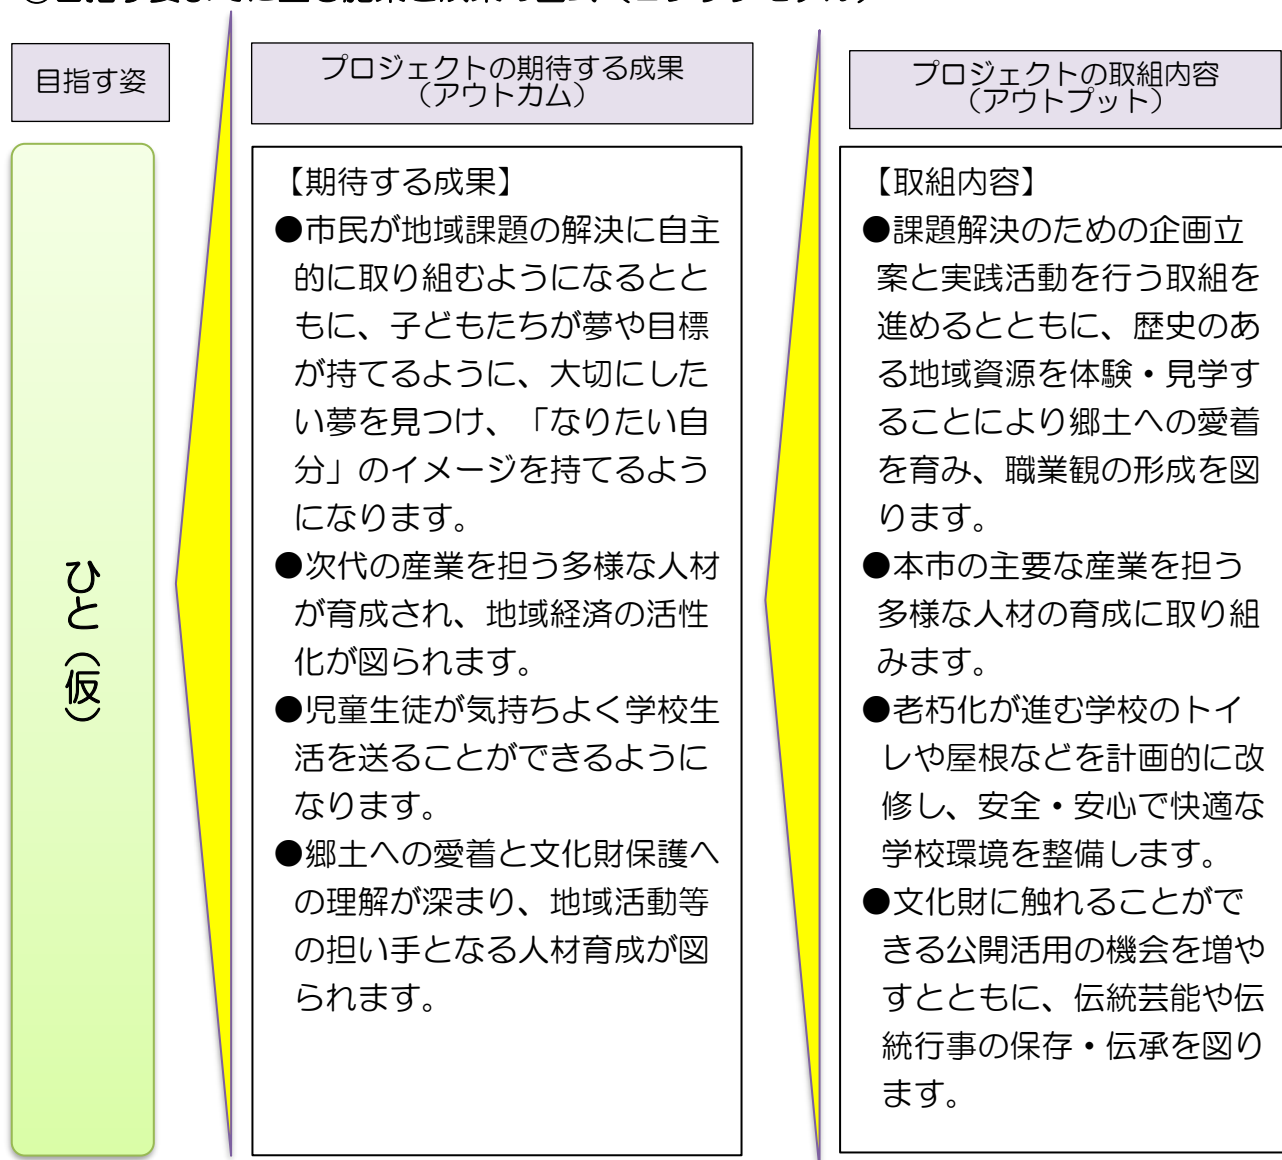 目指す姿
プロジェクトの期待する成果
（アウトカム）
プロジェクトの取組内容
（アウトプット）
ひと（仮）
【期待する成果】
●市民が地域課題の解決に自主
的に取り組むようになるとと
もに、子どもたちが夢や目標
が持てるように、大切にした
い夢を見つけ、「なりたい自
分」のイメージを持てるよう
になります。
●次代の産業を担う多様な人材
が育成され、地域経済の活性
化が図られます。
●児童生徒が気持ちよく学校生
活を送ることができるように
なります。
●郷土への愛着と文化財保護へ
の理解が深まり、地域活動等
の担い手となる人材育成が図
られます。
【取組内容】
●課題解決のための企画立
案と実践活動を行う取組を
進めるとともに、歴史のあ
る地域資源を体験・見学す
ることにより郷土への愛着
を育み、職業観の形成を図
ります。
●本市の主要な産業を担う
多様な人材の育成に取り組
みます。
●老朽化が進む学校のトイ
レや屋根などを計画的に改
修し、安全・安心で快適な
学校環境を整備します。
●文化財に触れることがで
きる公開活用の機会を増や
すとともに、伝統芸能や伝
統行事の保存・伝承を図り
ます。